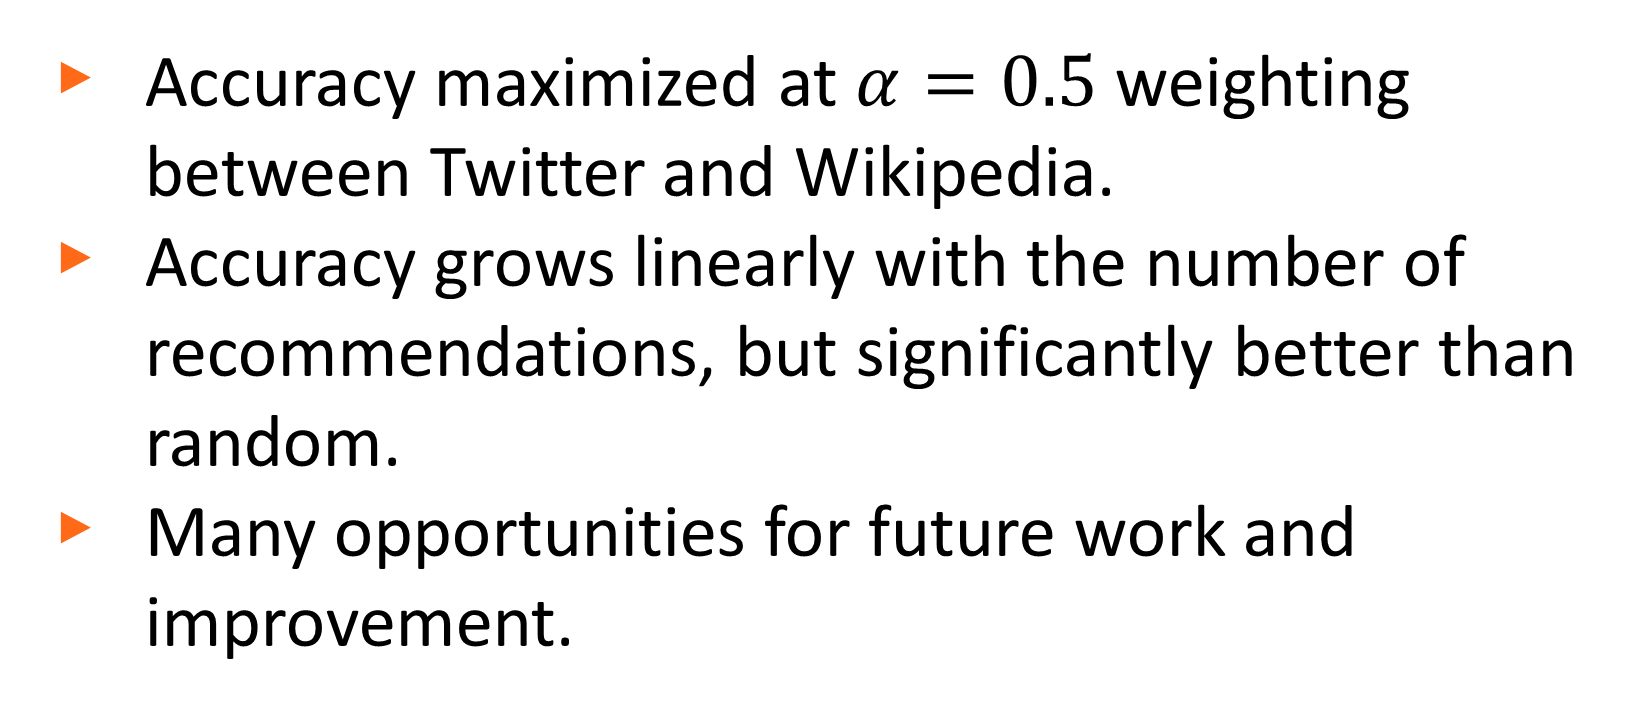 Accuracy maximized at α = 0.5 weighting
between Twitter and Wikipedia.
Accuracy grows linearly with the number of
recommendations, but significantly better than
random.
Many opportunities for future work and
improvement.